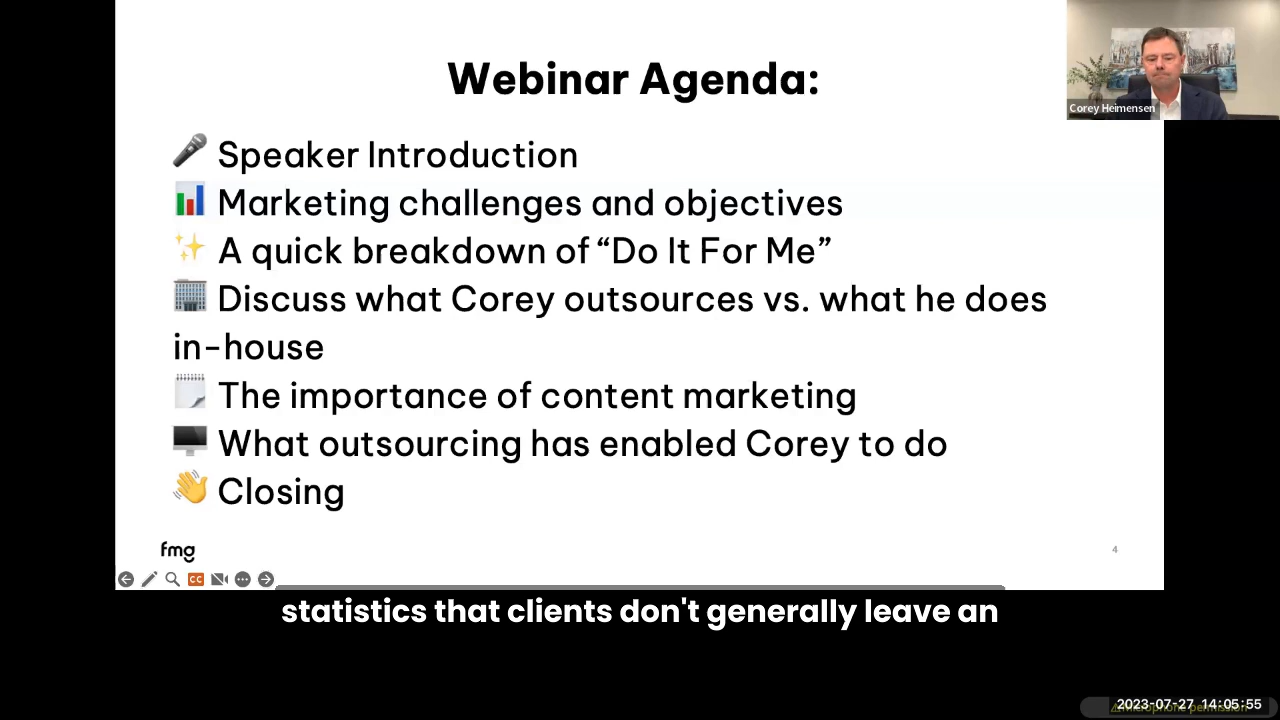 Webinar Agenda:
Corey Heimensen
Speaker Introduction
Marketing challenges and objectives
A quick breakdown of “Do It For Me”
Discuss what Corey outsources vs. what he does
in-house
The importance of content marketing
What outsourcing has enabled Corey to do
Closing
fmg
4
CC
statistics that clients don't generally leave an
2023-07-27 14:05:55